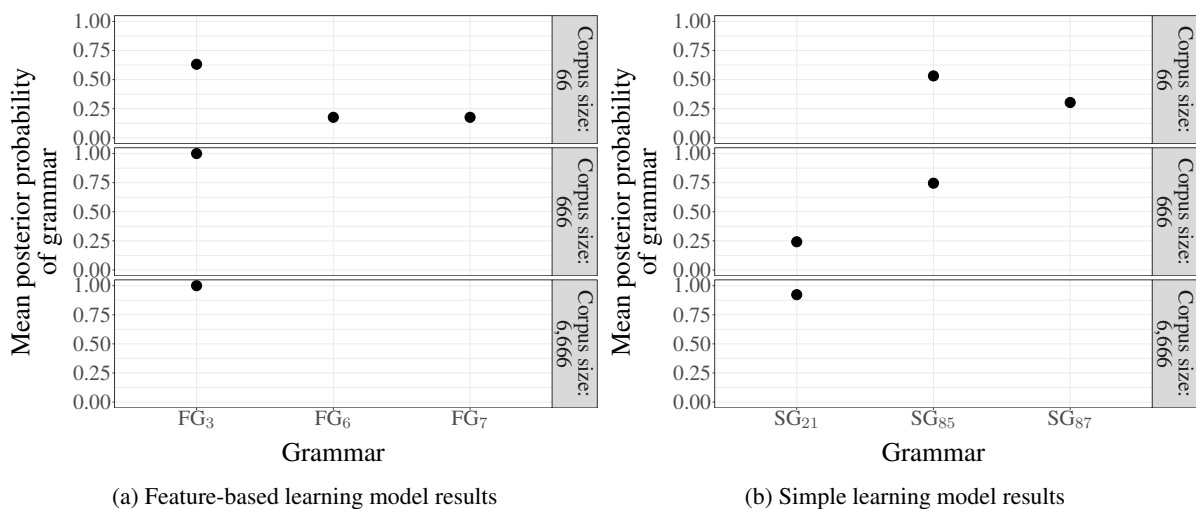 Mean posterior probability
of grammar
1.00
0.75
0.50
0.25
0.00
Corpus size:
66
1.00
0.75
0.50
0.25
0.00
Corpus size:
666
1.00
0.75
0.50
0.25
0.00
Corpus size:
6,666
FG₃ FG₆ FG₇
Grammar
(a) Feature-based learning model results
Mean posterior probability
of grammar
1.00
0.75
0.50
0.25
0.00
Corpus size:
66
1.00
0.75
0.50
0.25
0.00
Corpus size:
666
1.00
0.75
0.50
0.25
0.00
Corpus size:
6,666
SG₂₁ SG₈₅ SG₈₇
Grammar
(b) Simple learning model results